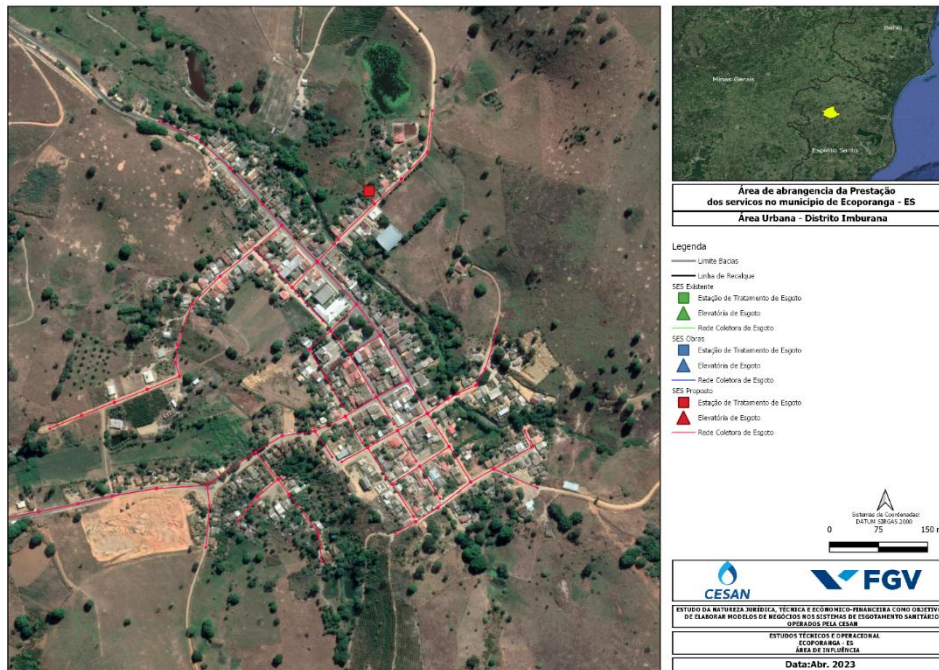 Bahia
Minas Gerais
Espírito Santo
Área de abrangencia da Prestação
dos servicos no municipio de Ecoporanga - ES
Área Urbana - Distrito Imburana
Legenda
Limite Bacias
Linha de Recalque
SES Existente
Estação de Tratamento de Esgoto
Elevatória de Esgoto
Rede Coletora de Esgoto
SES Obras
Estação de Tratamento de Esgoto
Elevatória de Esgoto
Rede Coletora de Esgoto
SES Proposto
Estação de Tratamento de Esgoto
Elevatória de Esgoto
Rede Coletora de Esgoto
Sistemas de Coordenadas:
DATUM SIRGAS 2000
0 75 150 m
CESAN
FGV
ESTUDO DA NATUREZA JURÍDICA, TÉCNICA E ECÔNOMICO-FINANCEIRA COMO OBJETIVO
DE ELABORAR MODELOS DE NEGÓCIOS NOS SISTEMAS DE ESGOTAMENTO SANITÁRIO
OPERADOS PELA CESAN
ESTUDOS TÉCNICOS E OPERACIONAL
ECOPORANGA - ES
ÁREA DE INFLUÊNCIA
Data:Abr. 2023